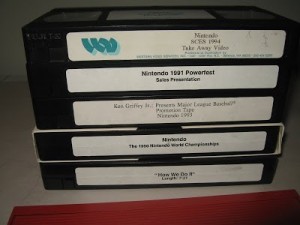 Nintendo
SCES 1994
Take Away Video
Nintendo 1991 Powerfest
Sales Presentation
Ken Griffey Jr.: Presents Major League Baseball
Promotion Tape
Nintendo 1993
Nintendo
The 1990 Nintendo World Championships
"How We Do It"
Length: